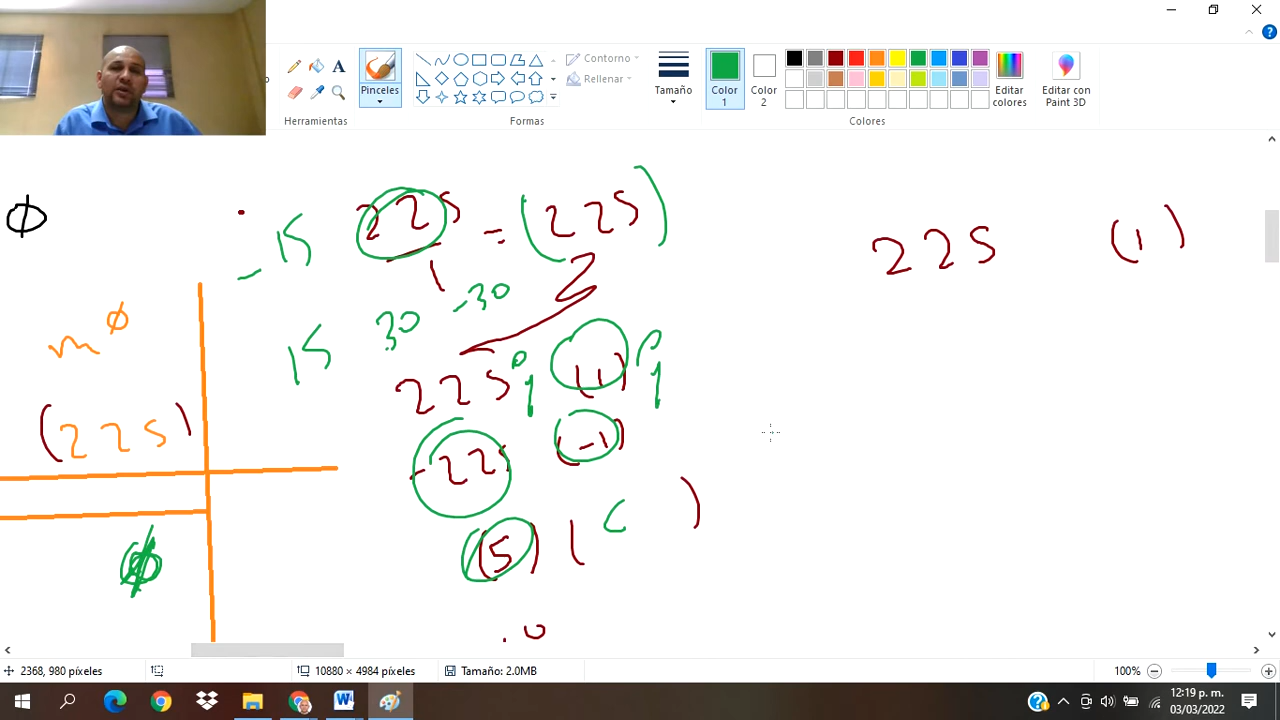 Pinceles
Contorno
Rellenar
Tamaño
Color 1
Color 2
Editar colores
Editar con Paint 3D
Herramientas
Formas
Colores
ϕ
-15
225 = (225)
1
225 (1)
30 -30
m ϕ
15
225 (1)
(225)
-225 (-1)
(5) (
ϕ
2368, 980 píxeles
10880 × 4984 píxeles
Tamaño: 2.0MB
100%
12:19 p. m.
03/03/2022